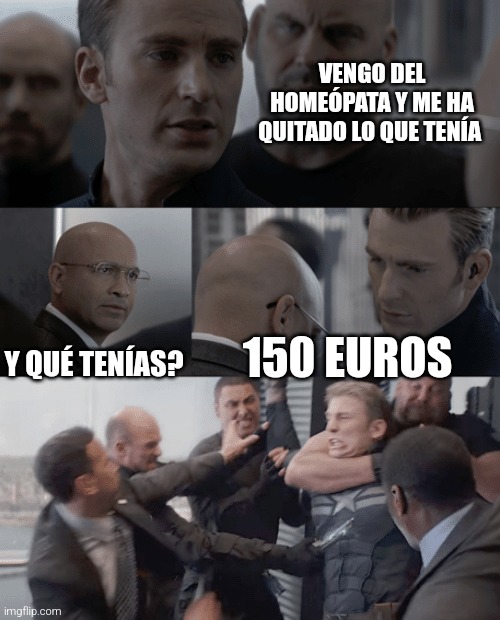 VENGO DEL
HOMEÓPATA Y ME HA
QUITADO LO QUE TENÍA
Y QUÉ TENÍAS?
150 EUROS
imgflip.com